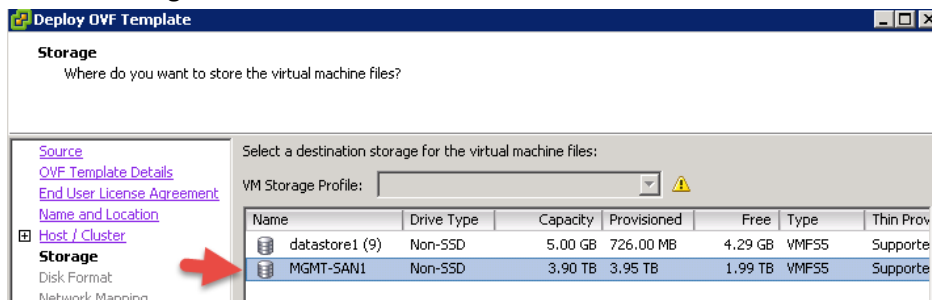 Deploy OVF Template
Storage
Where do you want to store the virtual machine files?
Source
OVF Template Details
End User License Agreement
Name and Location
Host / Cluster
Storage
Disk Format
Network Mapping
Select a destination storage for the virtual machine files:
VM Storage Profile:
Name Drive Type Capacity Provisioned Free Type Thin Prov
datastore1 (9) Non-SSD 5.00 GB 726.00 MB 4.29 GB VMFS5 Supporte
MGMT-SAN1 Non-SSD 3.90 TB 3.95 TB 1.99 TB VMFS5 Supporte